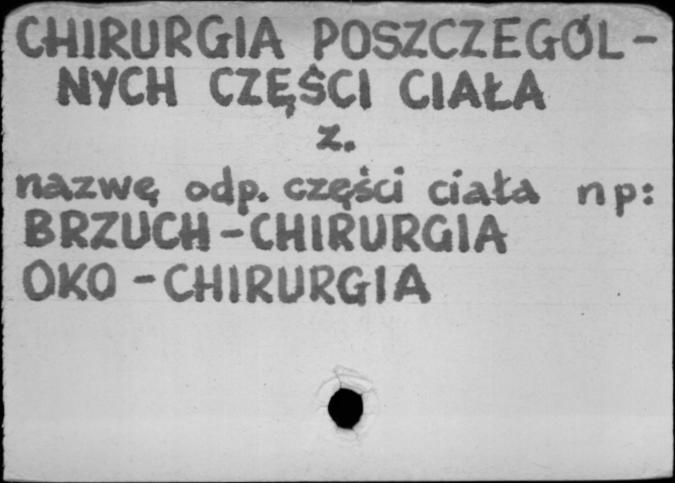 CHIRURGIA POSZCZEGÓL-
NYCH CZĘŚCI CIAŁA
z.
nazwę odp. części ciała np:
BRZUCH-CHIRURGIA
OKO-CHIRURGIA